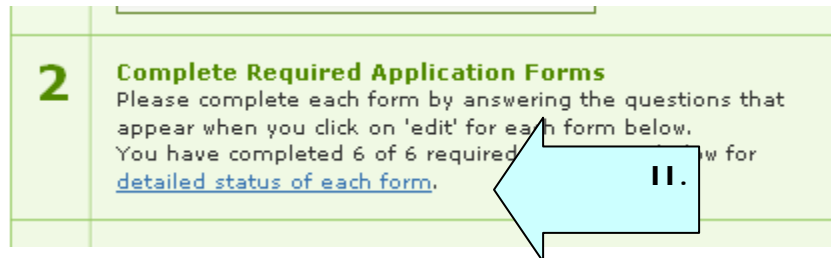 2
Complete Required Application Forms
Please complete each form by answering the questions that
appear when you click on 'edit' for each form below.
You have completed 6 of 6 required for
detailed status of each form.
II.